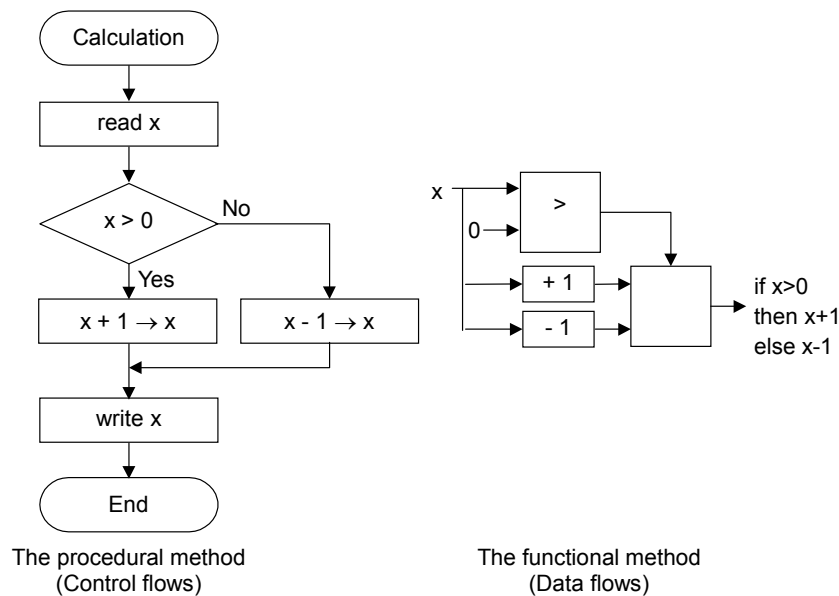 Calculation
read x
x > 0
No
Yes
x + 1 → x
x - 1 → x
write x
End
The procedural method
(Control flows)
x
>
0
+ 1
- 1
if x>0
then x+1
else x-1
The functional method
(Data flows)